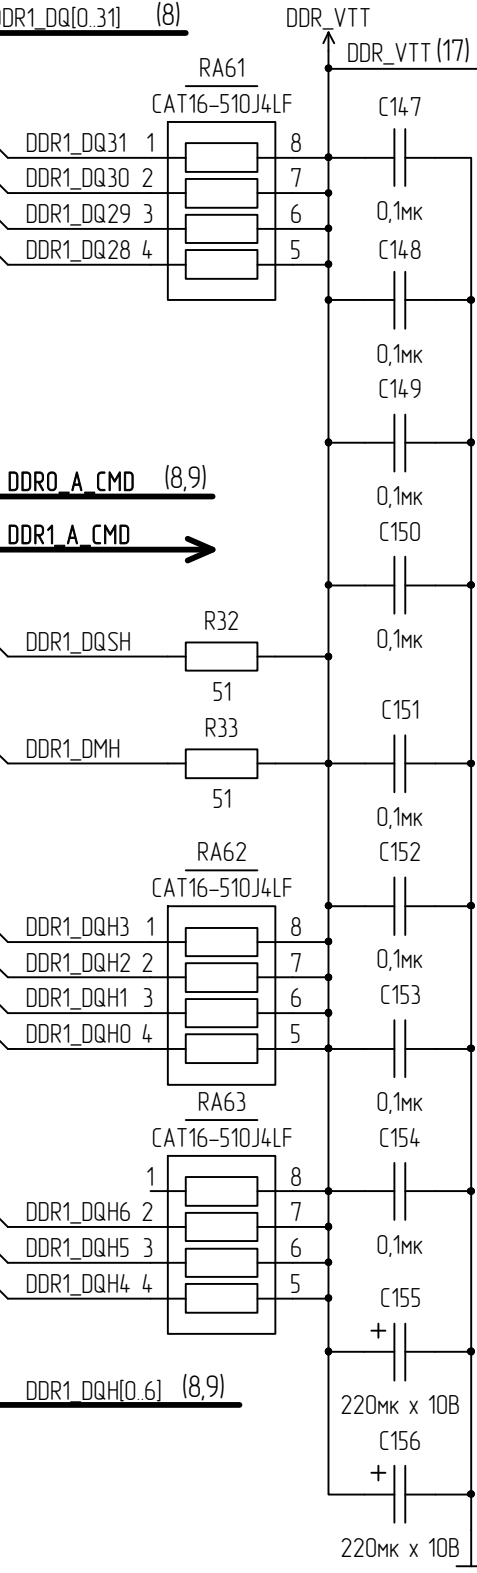 DDR1_DQ[0..31] (8)
DDR_VTT
DDR_VTT (17)
RA61
CAT16-510J4LF
C147
DDR1_DQ31 1 8
DDR1_DQ30 2 7
DDR1_DQ29 3 6
0,1мк
DDR1_DQ28 4 5
C148
0,1мк
C149
DDR0_A_CMD (8,9)
0,1мк
DDR1_A_CMD
C150
R32
DDR1_DQSH
0,1мк
51
R33
C151
DDR1_DMH
51
0,1мк
RA62
C152
CAT16-510J4LF
DDR1_DQH3 1 8
DDR1_DQH2 2 7
0,1мк
DDR1_DQH1 3 6
C153
DDR1_DQH0 4 5
RA63
0,1мк
CAT16-510J4LF
C154
1 8
DDR1_DQH6 2 7
DDR1_DQH5 3 6
0,1мк
DDR1_DQH4 4 5
C155
+
DDR1_DQH[0..6] (8,9)
220мк х 10В
C156
+
220мк х 10В